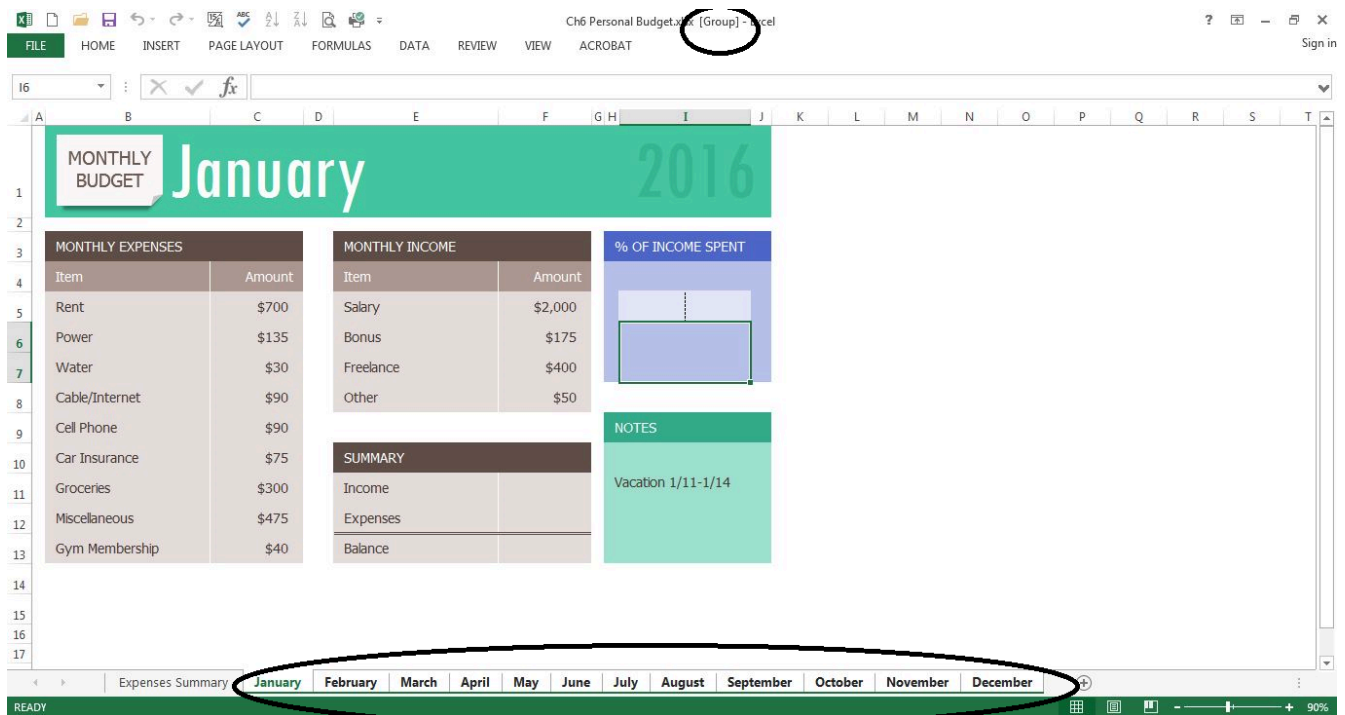 Ch6 Personal Budget.xlsx [Group] - Excel
FILE HOME INSERT PAGE LAYOUT FORMULAS DATA REVIEW VIEW ACROBAT Sign in
I6 fx
A B C D E F G H I J K L M N O P Q R S T
1 MONTHLY BUDGET January 2016
2
3 MONTHLY EXPENSES MONTHLY INCOME % OF INCOME SPENT
4 Item Amount Item Amount
5 Rent $700 Salary $2,000
6 Power $135 Bonus $175
7 Water $30 Freelance $400
8 Cable/Internet $90 Other $50
9 Cell Phone $90 NOTES
10 Car Insurance $75 SUMMARY
11 Groceries $300 Income Vacation 1/11-1/14
12 Miscellaneous $475 Expenses
13 Gym Membership $40 Balance
14
15
16
17
Expenses Summary January February March April May June July August September October November December
READY 90%